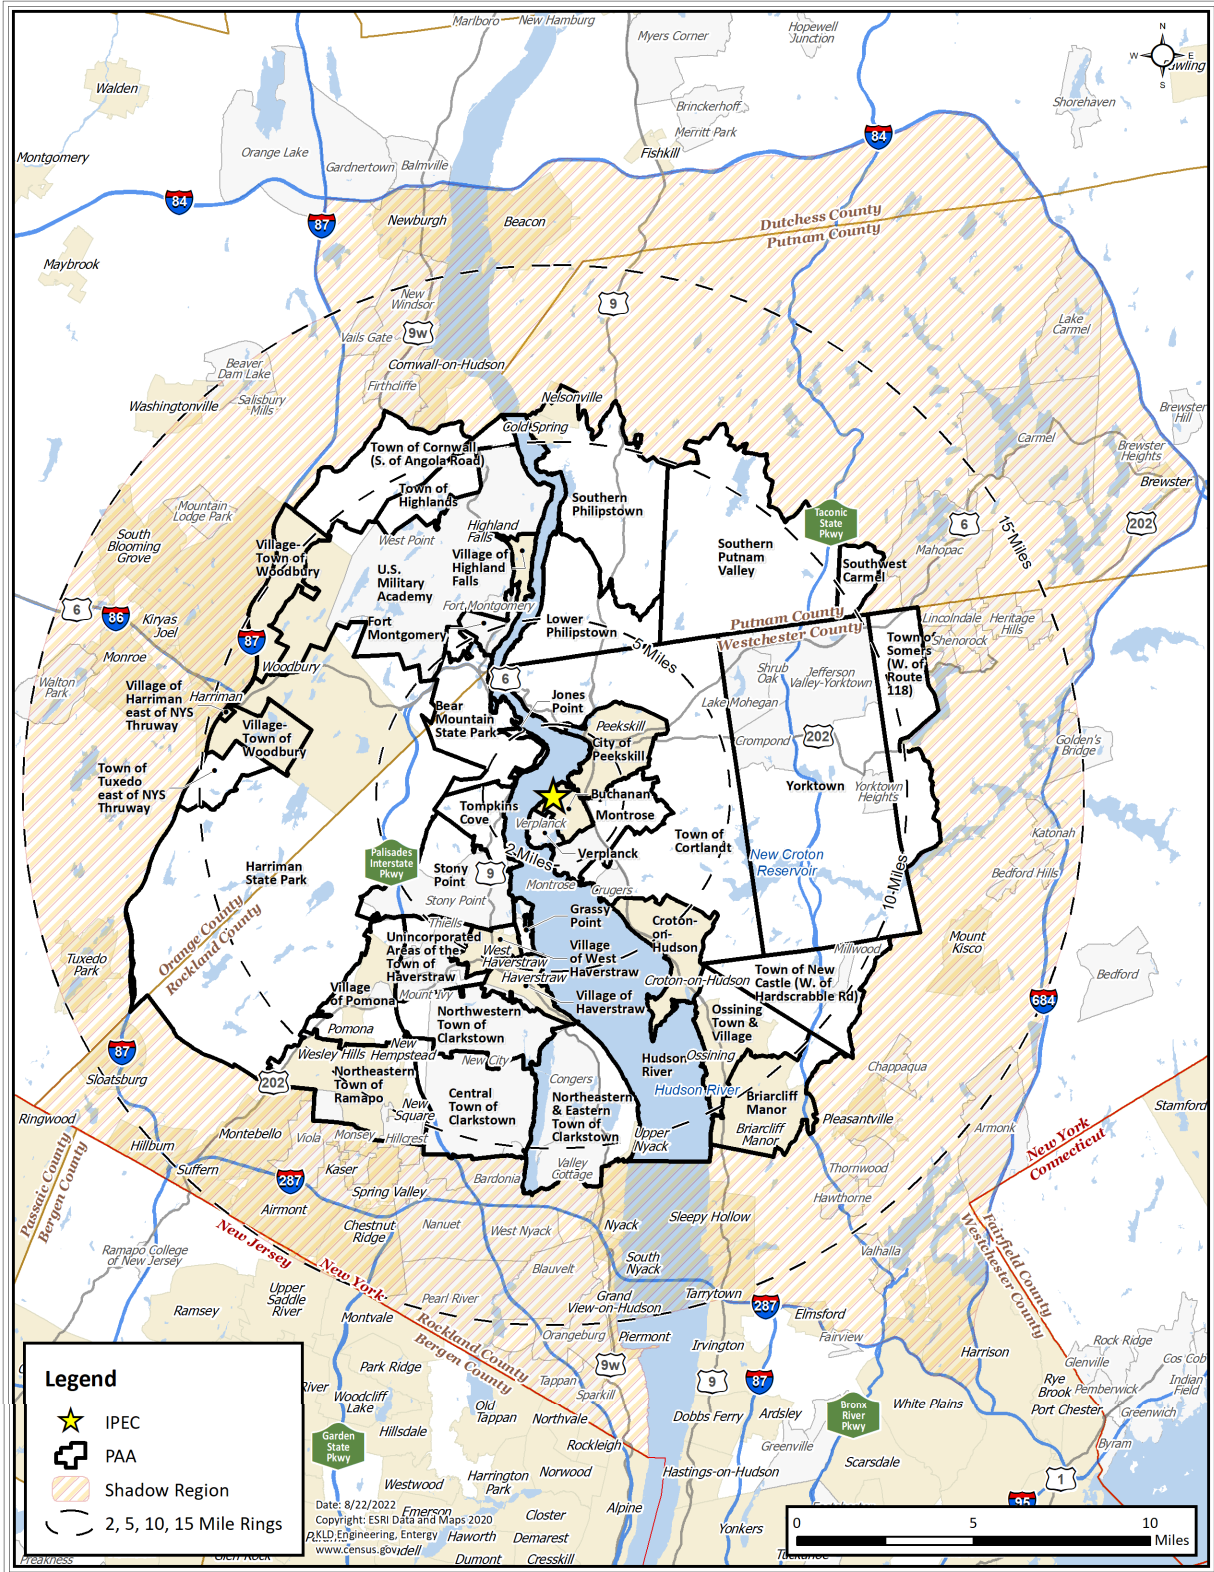 Marlboro
New Hamburg
Myers Corner
Hopewell
Junction
N
W
E
S
Walden
Brinckerhoff
Merritt Park
Shorehaven
Montgomery
Orange Lake
Gardnertown
Balmville
Fishkill
84
84
87
Newburgh
Beacon
Dutchess County
Putnam County
Maybrook
New
Windsor
9
9W
Vails Gate
Lake
Carmel
Beaver
Dam Lake
Cornwall-on-Hudson
Firthcliffe
Washingtonville
Salisbury
Mills
Nelsonville
Cold Spring
Brewster
Hill
Carmel
Brewster
Heights
Brewster
Town of Cornwall
(S. of Angola Road)
Town of
Highlands
Southern
Philipstown
Mountain
Lodge Park
South
Blooming
Grove
Taconic
State
Pkwy
6
15 Miles
202
West Point
Highland
Falls
Village-
Town of
Woodbury
Village of
Highland
Falls
Southern
Putnam
Valley
Mahopac
Southwest
Carmel
U.S.
Military
Academy
Fort Montgomery
6
86
Kiryas
Joel
87
Fort
Montgomery
Lower
Philipstown
Putnam County
Westchester County
Lincolndale
Heritage
Hills
Shenorock
Town of
Somers
(W. of
Route
118)
5 Miles
Monroe
Woodbury
Walton
Park
6
Shrub
Oak
Jefferson
Valley-Yorktown
Village of
Harriman
east of NYS
Thruway
Harriman
Bear
Mountain
State Park
Jones
Point
Lake Mohegan
Peekskill
Village-
Town of
Woodbury
City of
Peekskill
Crompond
202
Golden's
Bridge
Town of
Tuxedo
east of NYS
Thruway
Buchanan
Yorktown
Yorktown
Heights
Tompkins
Cove
Montrose
Verplanck
Town of
Cortlandt
Katonah
Palisades
Interstate
Pkwy
2 Miles
Verplanck
New Croton
Reservoir
Harriman
State Park
Stony
Point
9
Montrose
Crugers
10-Miles
Bedford Hills
Stony Point
Orange County
Rockland County
Thiells
Grassy
Point
Croton-
on-
Hudson
Unincorporated
Areas of the
Town of
Haverstraw
West
Haverstraw
Village
of West
Haverstraw
Millwood
Mount
Kisco
Tuxedo
Park
Haverstraw
Croton-on-Hudson
Town of New
Castle (W. of
Hardscrabble Rd)
Bedford
Village
of Pomona
Mount Ivy
Village of
Haverstraw
684
Northwestern
Town of
Clarkstown
Ossining
Town &
Village
Pomona
New
Hempstead
Wesley Hills
87
New City
Hudson
River
Ossining
Chappaqua
Sloatsburg
202
Northeastern
Town of
Ramapo
Congers
Hudson River
Central
Town of
Clarkstown
Northeastern
& Eastern
Town of
Clarkstown
Briarcliff
Manor
Ringwood
New
Square
Pleasantville
Stamford
Montebello
Viola
Monsey
Hillcrest
Upper
Nyack
Briarcliff
Manor
Armonk
New York
Connecticut
Hillburn
Passaic County
Bergen County
Suffern
Kaser
Bardonia
Valley
Cottage
Thornwood
287
Airmont
Spring Valley
Hawthorne
New Jersey
New York
Chestnut
Ridge
Nanuet
West Nyack
Nyack
Sleepy Hollow
Fairfield County
Westchester County
Ramapo College
of New Jersey
Blauvelt
South
Nyack
Valhalla
Upper
Saddle
River
Pearl River
Grand
View-on-Hudson
Tarrytown
287
Elmsford
Ramsey
Montvale
Rockland County
Bergen County
Orangeburg
Piermont
Irvington
Fairview
Harrison
Rock Ridge
Glenville
Cos Cob
Park Ridge
9W
Tappan
Sparkill
9
87
Rye
Brook
Pemberwick
Indian
Field
River
Woodcliff
Lake
Old
Tappan
Northvale
Dobbs Ferry
Ardsley
Bronx
River
Pkwy
White Plains
Port Chester
Greenwich
Garden
State
Pkwy
Hillsdale
Rockleigh
Greenville
Byram
Scarsdale
Westwood
Harrington
Park
Norwood
Hastings-on-Hudson
1
95
Emerson
Closter
Alpine
Haworth
Demarest
Yonkers
Dumont
Cresskill
Legend
IPEC
PAA
Shadow Region
2, 5, 10, 15 Mile Rings
Date: 8/22/2022
Copyright: ESRI Data and Maps 2020
KLD Engineering, Entergy
www.census.gov
0
5
10
Miles